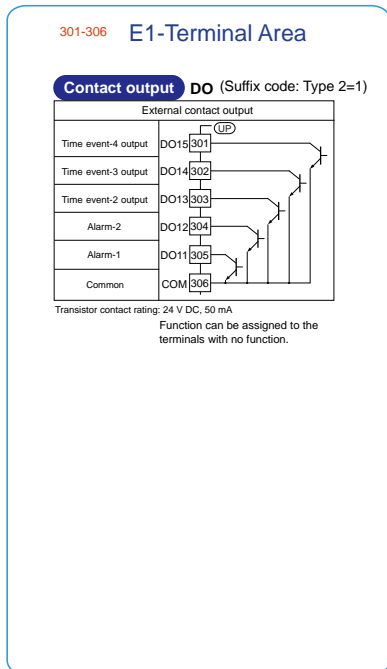 301-306 E1-Terminal Area
Contact output DO (Suffix code: Type 2=1)
External contact output
UP
Time event-4 output DO15 301
Time event-3 output DO14 302
Time event-2 output DO13 303
Alarm-2 DO12 304
Alarm-1 DO11 305
Common COM 306
Transistor contact rating: 24 V DC, 50 mA
Function can be assigned to the
terminals with no function.